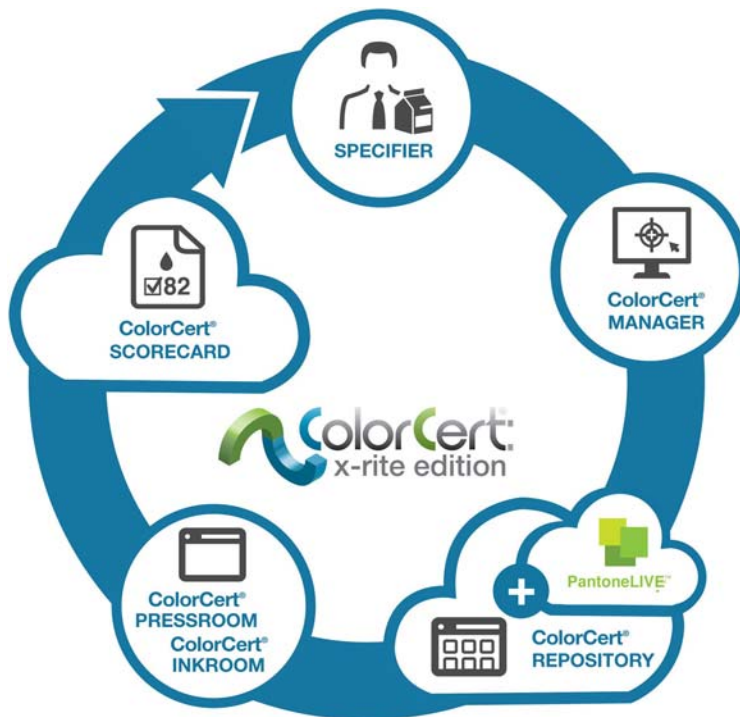 SPECIFIER
ColorCert®
MANAGER
82
ColorCert®
SCORECARD
ColorCert:®
x-rite edition
PantoneLIVE™
+
ColorCert®
REPOSITORY
ColorCert®
PRESSROOM
ColorCert®
INKROOM